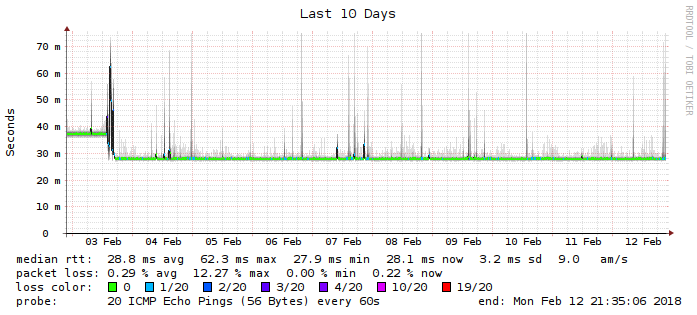 Last 10 Days
RRDTOOL / TOBI OETIKER
Seconds
70 m
60 m
50 m
40 m
30 m
20 m
10 m
0
03 Feb 04 Feb 05 Feb 06 Feb 07 Feb 08 Feb 09 Feb 10 Feb 11 Feb 12 Feb
median rtt: 28.8 ms avg 62.3 ms max 27.9 ms min 28.1 ms now 3.2 ms sd 9.0 am/s
packet loss: 0.29 % avg 12.27 % max 0.00 % min 0.22 % now
loss color: 0 1/20 2/20 3/20 4/20 10/20 19/20
probe: 20 ICMP Echo Pings (56 Bytes) every 60s end: Mon Feb 12 21:35:06 2018